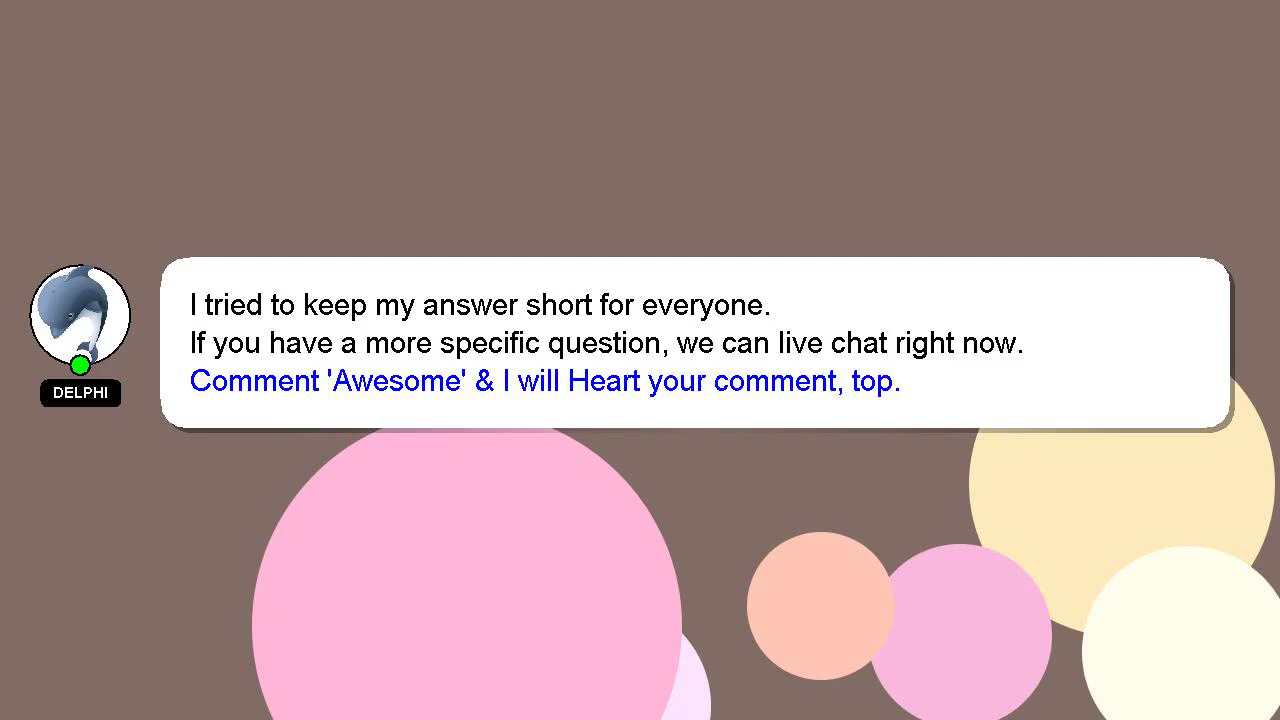 I tried to keep my answer short for everyone.
If you have a more specific question, we can live chat right now.
Comment 'Awesome' & I will Heart your comment, top.
DELPHI